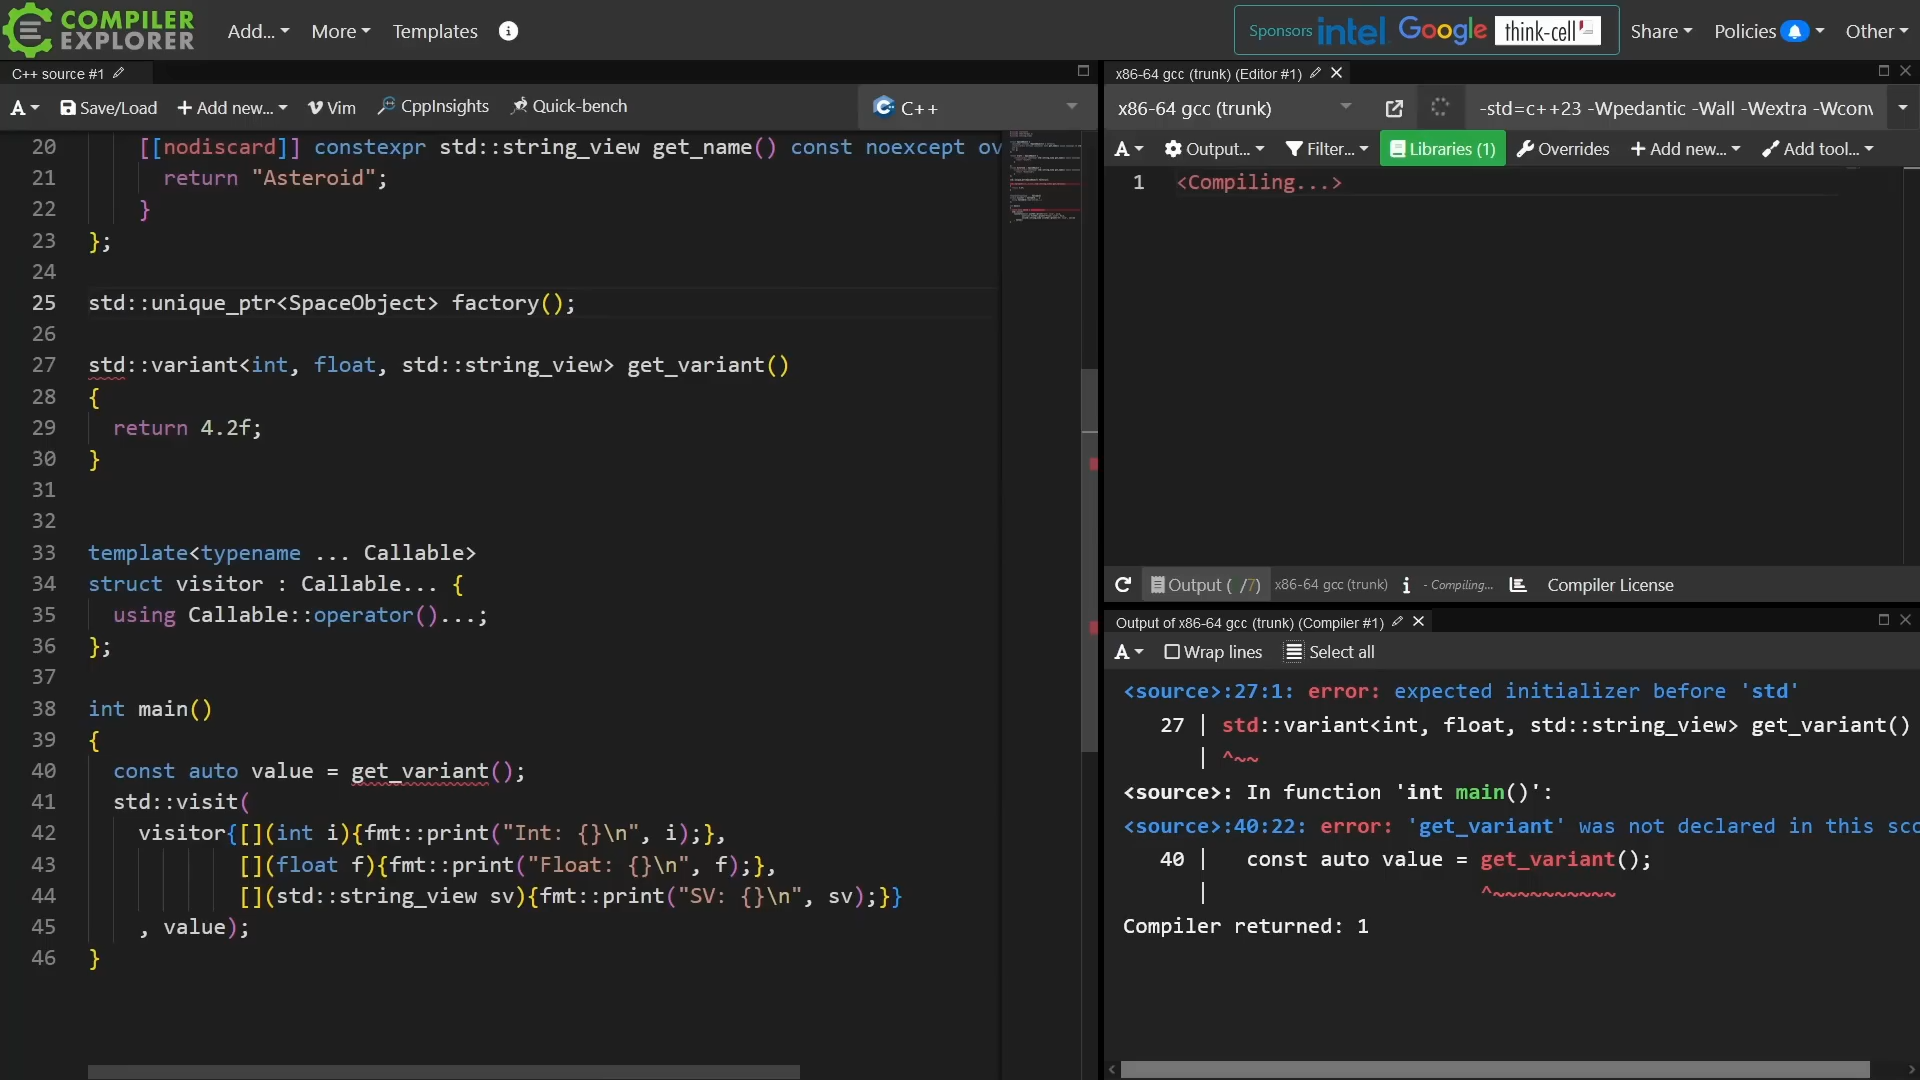 COMPILER
EXPLORER
Add...
More
Templates
Sponsors intel. Google think-cell
Share
Policies
Other
C++ source #1
A
Save/Load
Add new...
Vim
CppInsights
Quick-bench
C++
20 [[nodiscard]] constexpr std::string_view get_name() const noexcept ov
21 return "Asteroid";
22 }
23 };
24
25 std::unique_ptr<SpaceObject> factory();
26
27 std::variant<int, float, std::string_view> get_variant()
28 {
29 return 4.2f;
30 }
31
32
33 template<typename ... Callable>
34 struct visitor : Callable... {
35 using Callable::operator()...;
36 };
37
38 int main()
39 {
40 const auto value = get_variant();
41 std::visit(
42 visitor{[](int i){fmt::print("Int: {}\n", i);},
43 [](float f){fmt::print("Float: {}\n", f);},
44 [](std::string_view sv){fmt::print("SV: {}\n", sv);}}
45 , value);
46 }
x86-64 gcc (trunk) (Editor #1)
x86-64 gcc (trunk)
-std=c++23 -Wpedantic -Wall -Wextra -Wconv
A
Output...
Filter...
Libraries (1)
Overrides
Add new...
Add tool...
1 <Compiling...>
Output ( /7)
x86-64 gcc (trunk)
- Compiling...
Compiler License
Output of x86-64 gcc (trunk) (Compiler #1)
A
Wrap lines
Select all
<source>:27:1: error: expected initializer before 'std'
27 | std::variant<int, float, std::string_view> get_variant()
| ^~~
<source>: In function 'int main()':
<source>:40:22: error: 'get_variant' was not declared in this sco
40 | const auto value = get_variant();
| ^~~~~~~~~~~
Compiler returned: 1